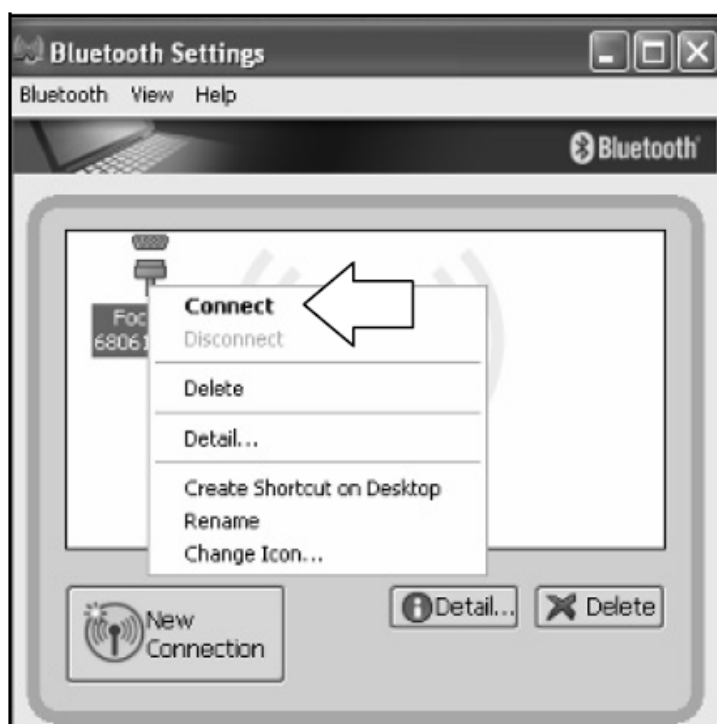 Bluetooth Settings
Bluetooth View Help
Bluetooth
Connect
Disconnect
Delete
Detail...
Create Shortcut on Desktop
Rename
Change Icon...
New
Connection
Detail...
Delete